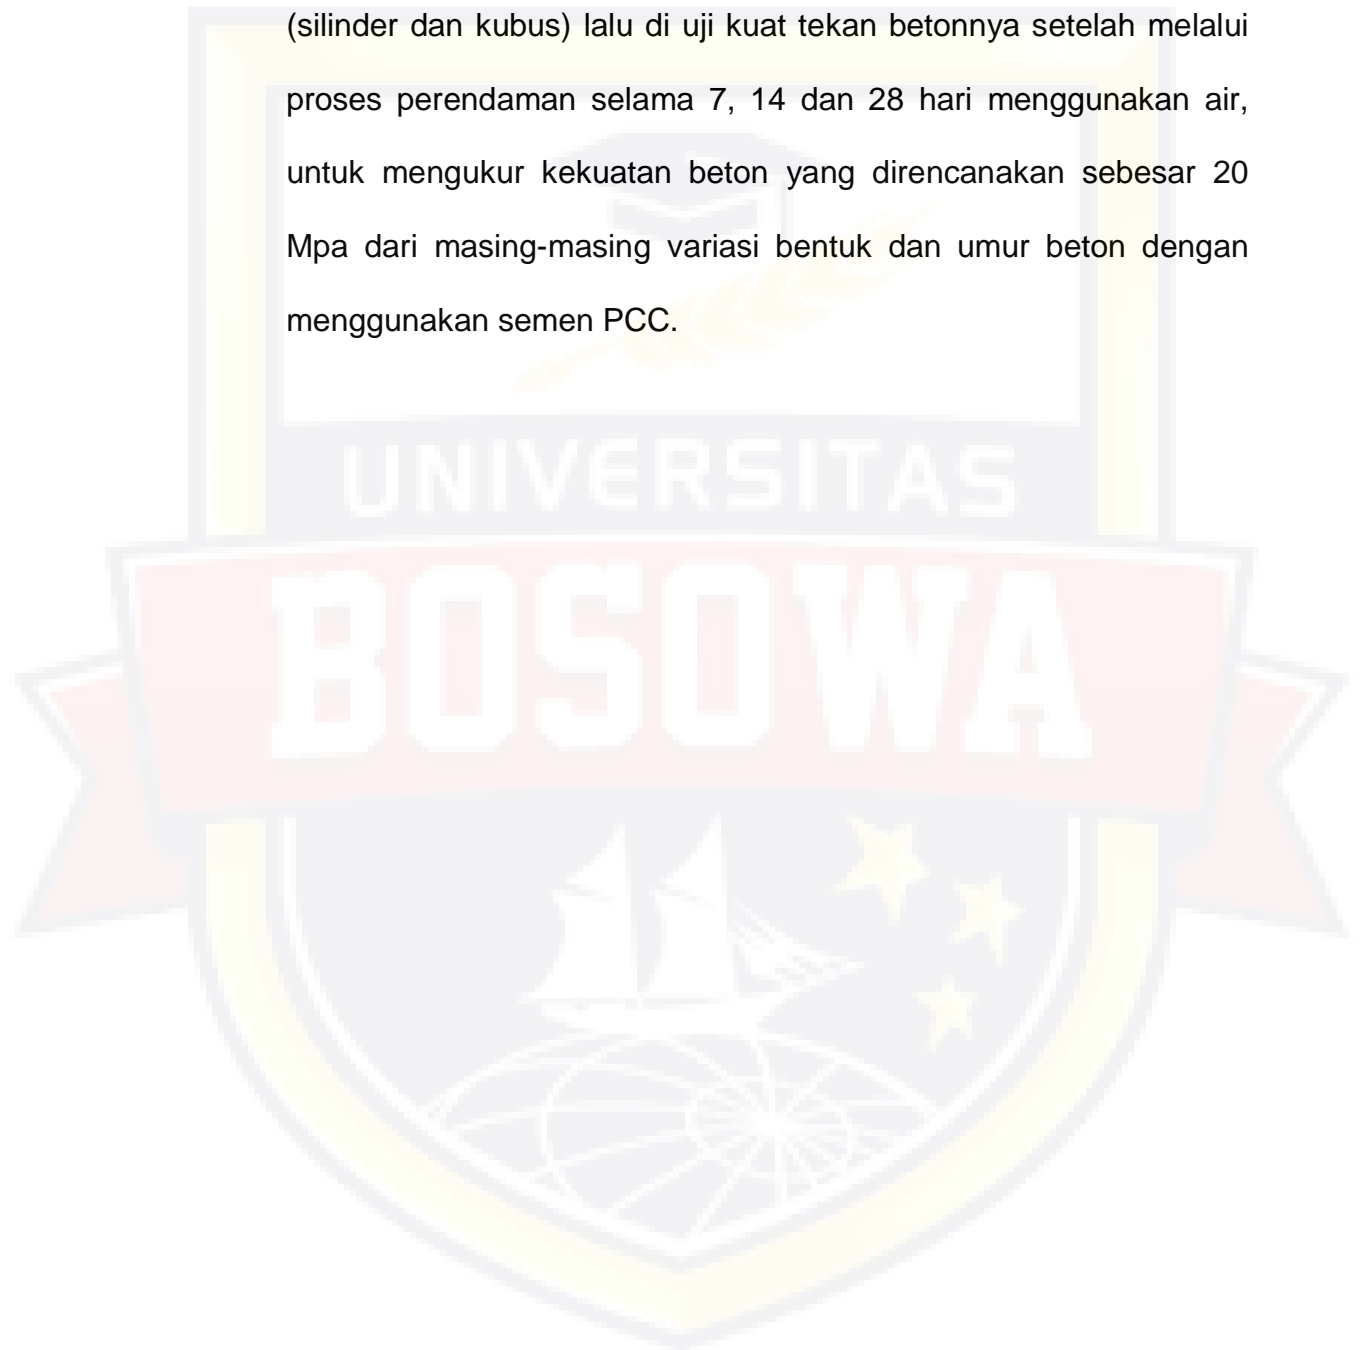 (silinder dan kubus) lalu di uji kuat tekan betonnya setelah melalui
proses perendaman selama 7, 14 dan 28 hari menggunakan air,
untuk mengukur kekuatan beton yang direncanakan sebesar 20
Mpa dari masing-masing variasi bentuk dan umur beton dengan
menggunakan semen PCC.
UNIVERSITAS
BOSOWA